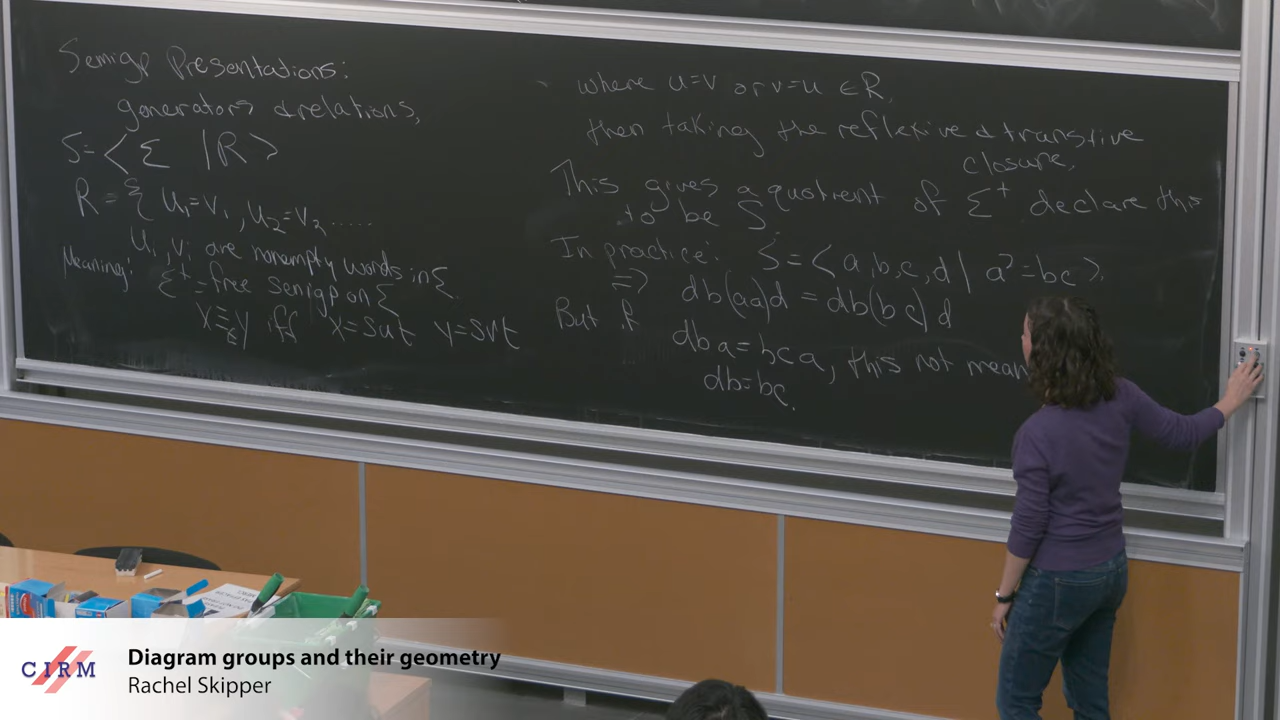 Semigp Presentations:
generators & relations,
S = < Σ | R >
R = { u₁=v₁, u₂=v₂, .....
uᵢ, vᵢ are nonempty words in Σ.
Meaning: Σ⁺ = free semigp on Σ
x ≡_Σ y iff x=sut y=svt
where u=v or v=u ∈ R,
then taking the reflexive & transitive
closure,
This gives a quotient of Σ⁺ declare this
to be S.
In practice: S = < a, b, c, d | a² = bc >,
=> db(aa)d = db(bc)d
But if
dba = bca, this not mean
db = bc.
CIRM
Diagram groups and their geometry
Rachel Skipper